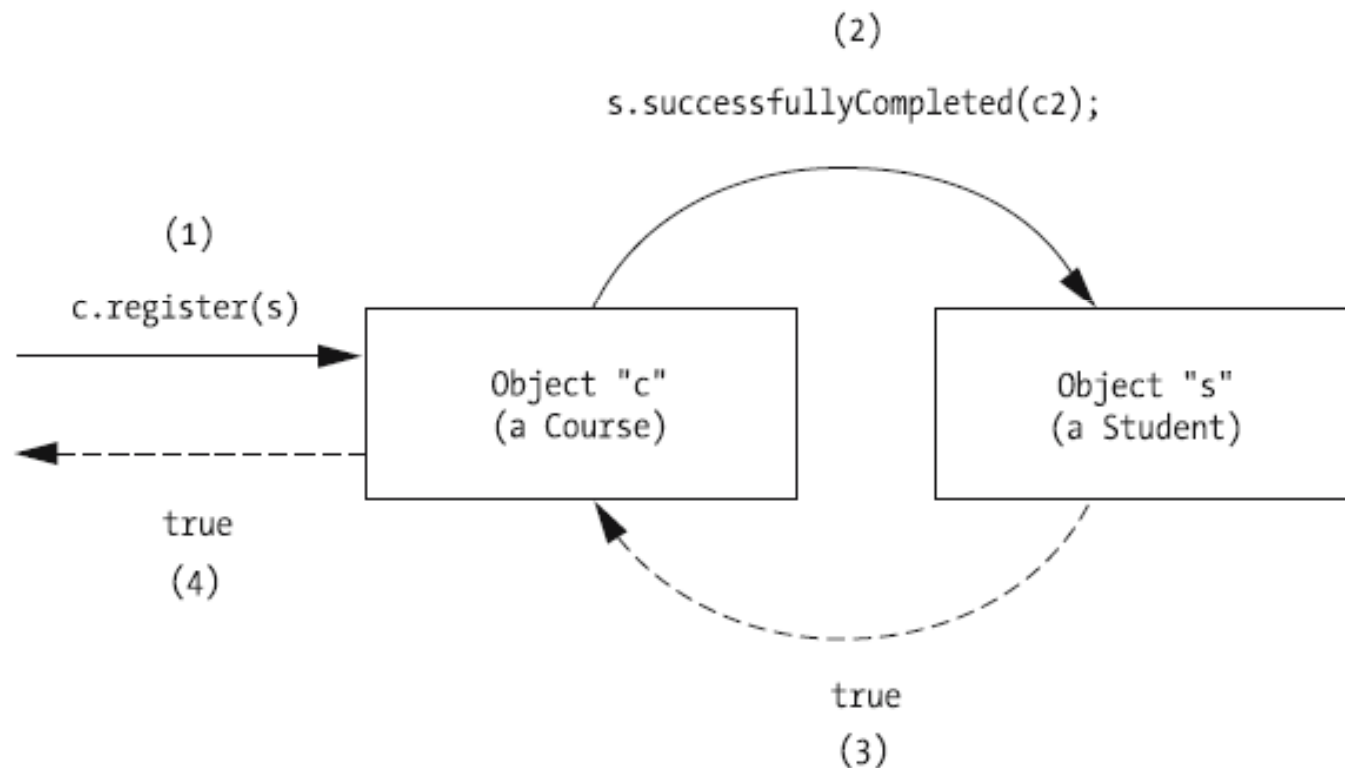 (2)
s.successfullyCompleted(c2);
(1)
c.register(s)
Object "c"
(a Course)
Object "s"
(a Student)
true
(4)
true
(3)